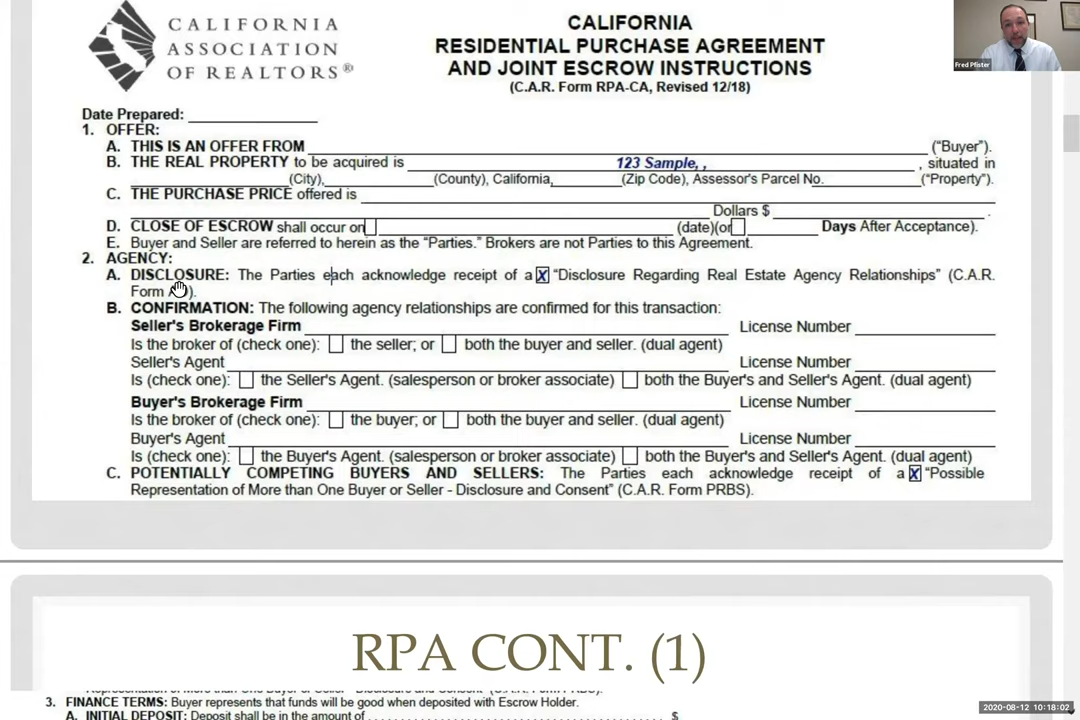 CALIFORNIA
ASSOCIATION
OF REALTORS®
CALIFORNIA
RESIDENTIAL PURCHASE AGREEMENT
AND JOINT ESCROW INSTRUCTIONS
(C.A.R. Form RPA-CA, Revised 12/18)
Fred Pfister
Date Prepared:
1. OFFER:
A. THIS IS AN OFFER FROM ("Buyer").
B. THE REAL PROPERTY to be acquired is 123 Sample, , , situated in
(City), (County), California, (Zip Code), Assessor's Parcel No. ("Property").
C. THE PURCHASE PRICE offered is
Dollars $ .
D. CLOSE OF ESCROW shall occur on (date)(or Days After Acceptance).
E. Buyer and Seller are referred to herein as the "Parties." Brokers are not Parties to this Agreement.
2. AGENCY:
A. DISCLOSURE: The Parties each acknowledge receipt of a X "Disclosure Regarding Real Estate Agency Relationships" (C.A.R.
Form ).
B. CONFIRMATION: The following agency relationships are confirmed for this transaction:
Seller's Brokerage Firm License Number
Is the broker of (check one): the seller; or both the buyer and seller. (dual agent)
Seller's Agent License Number
Is (check one): the Seller's Agent. (salesperson or broker associate) both the Buyer's and Seller's Agent. (dual agent)
Buyer's Brokerage Firm License Number
Is the broker of (check one): the buyer; or both the buyer and seller. (dual agent)
Buyer's Agent License Number
Is (check one): the Buyer's Agent. (salesperson or broker associate) both the Buyer's and Seller's Agent. (dual agent)
C. POTENTIALLY COMPETING BUYERS AND SELLERS: The Parties each acknowledge receipt of a X "Possible
Representation of More than One Buyer or Seller - Disclosure and Consent" (C.A.R. Form PRBS).
RPA CONT. (1)
Representation of More than One Buyer or Seller - Disclosure and Consent" (C.A.R. Form PRBS).
3. FINANCE TERMS: Buyer represents that funds will be good when deposited with Escrow Holder.
A. INITIAL DEPOSIT: Deposit shall be in the amount of $
2020-08-12 10:18:02